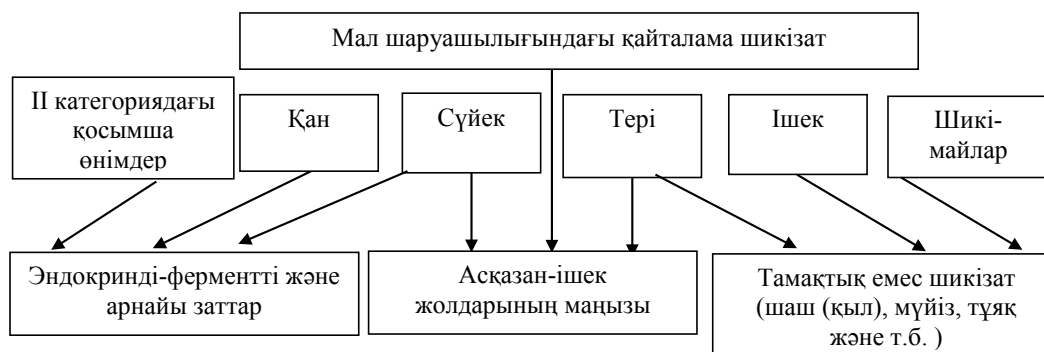 Мал шаруашылығындағы қайталама шикізат
ІІ категориядағы
қосымша
өнімдер
Қан
Сүйек
Тері
Ішек
Шикі-
майлар
Эндокринді-ферментті және
арнайы заттар
Асқазан-ішек
жолдарының маңызы
Тамақтық емес шикізат
(шаш (қыл), мүйіз, тұяқ
және т.б. )